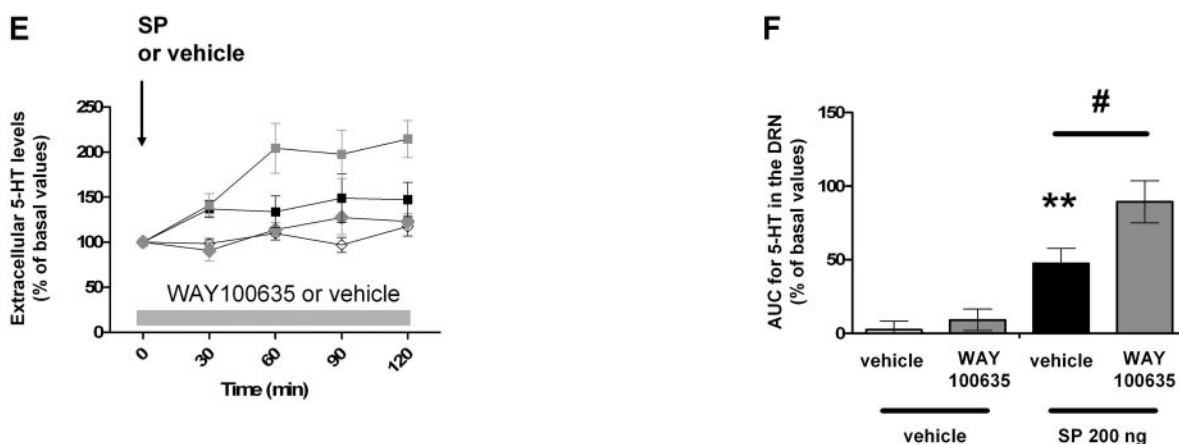 E
SP
or vehicle
Extracellular 5-HT levels
(% of basal values)
250
200
150
100
50
0
WAY100635 or vehicle
0
30
60
90
120
Time (min)
F
AUC for 5-HT in the DRN
(% of basal values)
150
100
50
0
#
**
vehicle
WAY
100635
vehicle
WAY
100635
vehicle
SP 200 ng